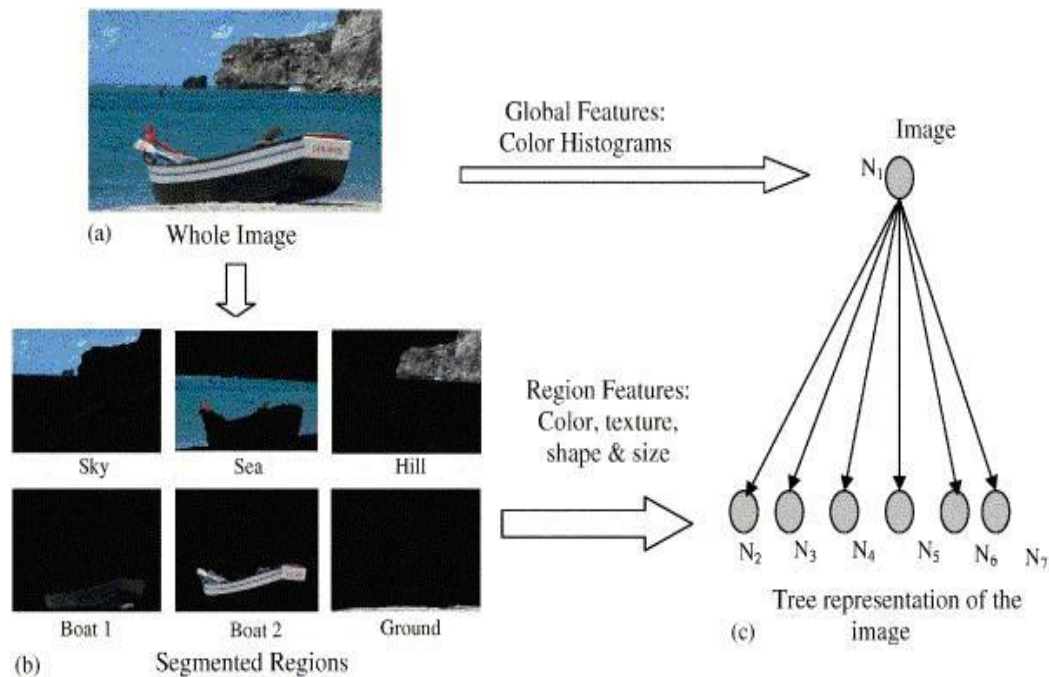 Global Features:
Color Histograms
Image
N₁
(a) Whole Image
Region Features:
Color, texture,
shape & size
Sky Sea Hill
Boat 1 Boat 2 Ground
(b) Segmented Regions
N₂ N₃ N₄ N₅ N₆ N₇
Tree representation of the
(c) image